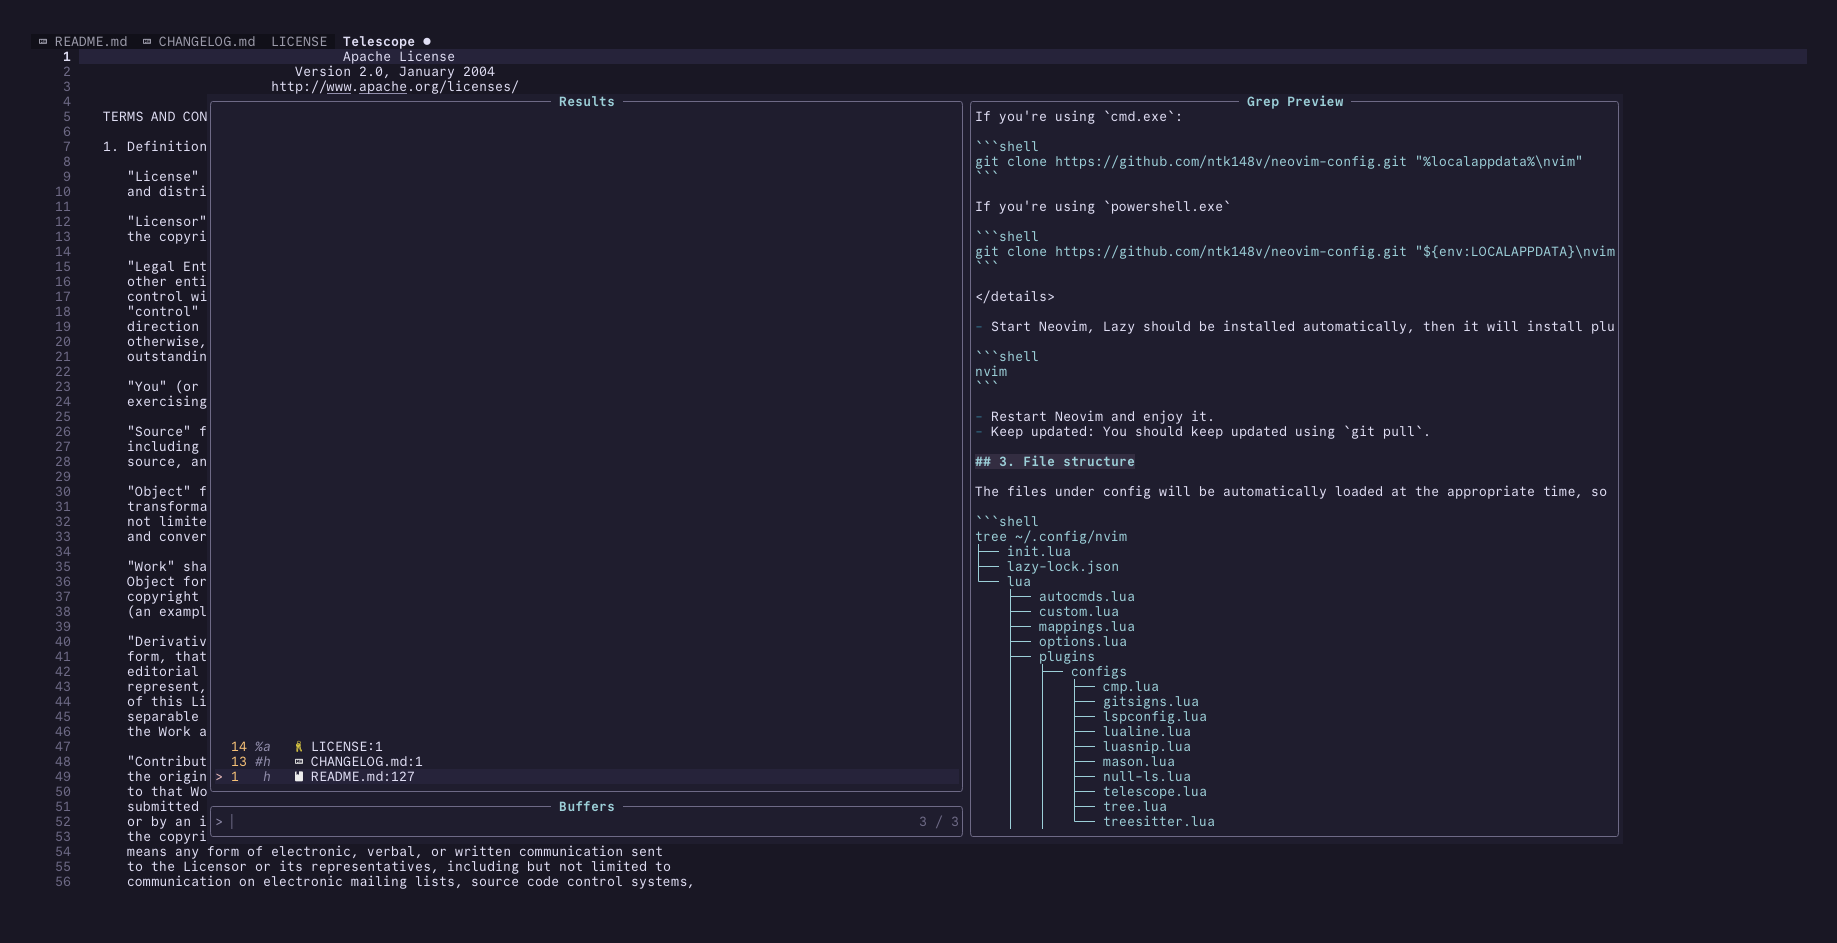 README.md CHANGELOG.md LICENSE Telescope ●
1 Apache License
2 Version 2.0, January 2004
3 http://www.apache.org/licenses/
4
5 TERMS AND CON
6
7 1. Definition
8
9 "License"
10 and distri
11
12 "Licensor"
13 the copyri
14
15 "Legal Ent
16 other enti
17 control wi
18 "control"
19 direction
20 otherwise,
21 outstandin
22
23 "You" (or
24 exercising
25
26 "Source" f
27 including
28 source, an
29
30 "Object" f
31 transforma
32 not limite
33 and conver
34
35 "Work" sha
36 Object for
37 copyright
38 (an exampl
39
40 "Derivativ
41 form, that
42 editorial
43 represent,
44 of this Li
45 separable
46 the Work a
47
48 "Contribut
49 the origin
50 to that Wo
51 submitted
52 or by an i
53 the copyri
54 means any form of electronic, verbal, or written communication sent
55 to the Licensor or its representatives, including but not limited to
56 communication on electronic mailing lists, source code control systems,
Results
14 %a LICENSE:1
13 #h CHANGELOG.md:1
> 1 h README.md:127
Buffers
> 3 / 3
Grep Preview
If you're using `cmd.exe`:
```shell
git clone https://github.com/ntk148v/neovim-config.git "%localappdata%\nvim"
```
If you're using `powershell.exe`
```shell
git clone https://github.com/ntk148v/neovim-config.git "${env:LOCALAPPDATA}\nvim
```
</details>
- Start Neovim, Lazy should be installed automatically, then it will install plu
```shell
nvim
```
- Restart Neovim and enjoy it.
- Keep updated: You should keep updated using `git pull`.
## 3. File structure
The files under config will be automatically loaded at the appropriate time, so
```shell
tree ~/.config/nvim
├── init.lua
├── lazy-lock.json
└── lua
    ├── autocmds.lua
    ├── custom.lua
    ├── mappings.lua
    ├── options.lua
    ├── plugins
    │   ├── configs
    │   │   ├── cmp.lua
    │   │   ├── gitsigns.lua
    │   │   ├── lspconfig.lua
    │   │   ├── lualine.lua
    │   │   ├── luasnip.lua
    │   │   ├── mason.lua
    │   │   ├── null-ls.lua
    │   │   ├── telescope.lua
    │   │   ├── tree.lua
    │   │   └── treesitter.lua